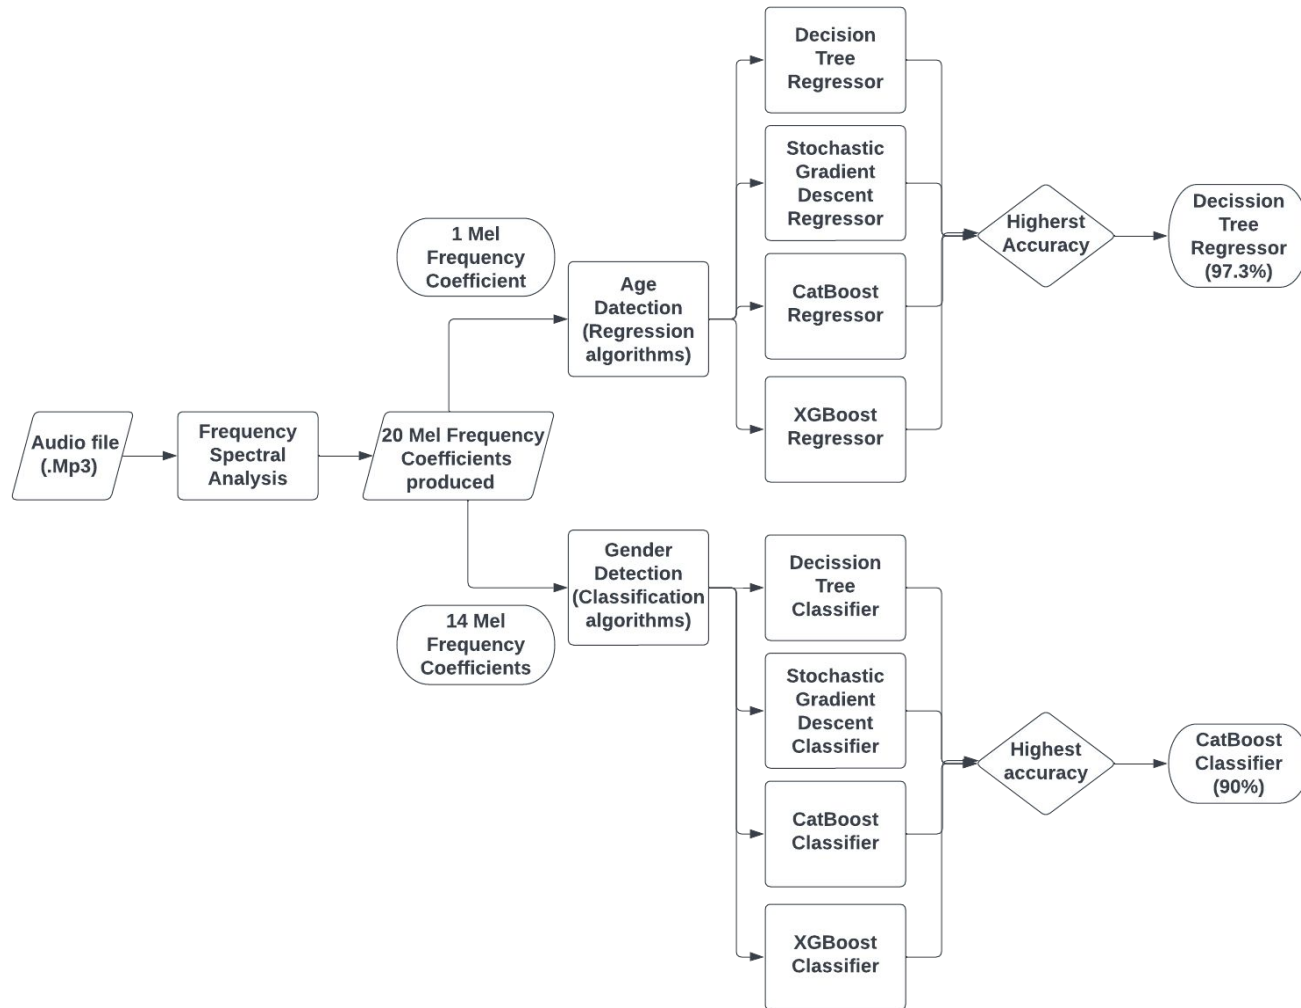 Audio file
(.Mp3)
Frequency
Spectral
Analysis
20 Mel Frequency
Coefficients
produced
1 Mel
Frequency
Coefficient
Age
Datection
(Regression
algorithms)
Decision
Tree
Regressor
Stochastic
Gradient
Descent
Regressor
CatBoost
Regressor
XGBoost
Regressor
Higherst
Accuracy
Decission
Tree
Regressor
(97.3%)
14 Mel
Frequency
Coefficients
Gender
Detection
(Classification
algorithms)
Decission
Tree
Classifier
Stochastic
Gradient
Descent
Classifier
CatBoost
Classifier
XGBoost
Classifier
Highest
accuracy
CatBoost
Classifier
(90%)